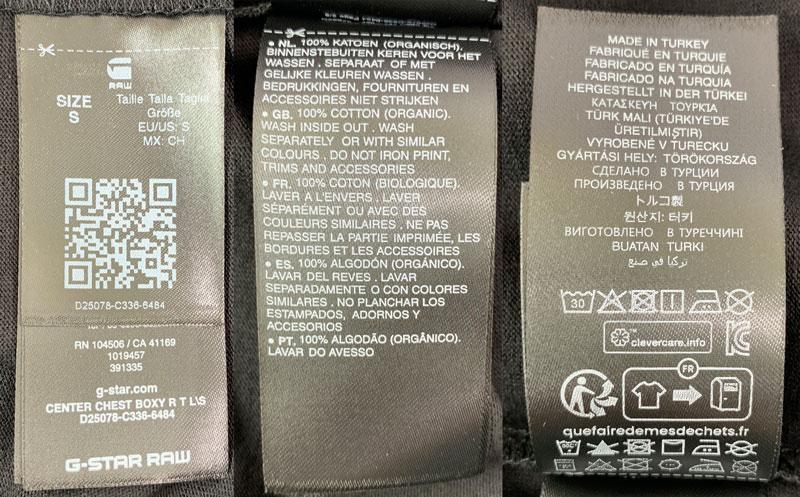 G
RAW
SIZE
S
Taille Talla Taglia
Größe
EU/US: S
MX: CH
D25078-C336-6484
RN 104506 / CA 41169
1019457
391335
g-star.com
CENTER CHEST BOXY R T L\S
D25078-C336-6484
G-STAR RAW
• NL. 100% KATOEN (ORGANISCH).
BINNENSTEBUITEN KEREN VOOR HET
WASSEN . SEPARAAT OF MET
GELIJKE KLEUREN WASSEN .
BEDRUKKINGEN, FOURNITUREN EN
ACCESSOIRES NIET STRIJKEN
• GB. 100% COTTON (ORGANIC).
WASH INSIDE OUT . WASH
SEPARATELY OR WITH SIMILAR
COLOURS . DO NOT IRON PRINT,
TRIMS AND ACCESSORIES
• FR. 100% COTON (BIOLOGIQUE).
LAVER A L'ENVERS . LAVER
SÉPARÉMENT OU AVEC DES
COULEURS SIMILAIRES . NE PAS
REPASSER LA PARTIE IMPRIMÉE, LES
BORDURES ET LES ACCESSOIRES
• ES. 100% ALGODÓN (ORGÁNICO).
LAVAR DEL REVES . LAVAR
SEPARADAMENTE O CON COLORES
SIMILARES . NO PLANCHAR LOS
ESTAMPADOS, ADORNOS Y
ACCESORIOS
• PT. 100% ALGODÃO (ORGÂNICO).
LAVAR DO AVESSO
MADE IN TURKEY
FABRIQUÉ EN TURQUIE
FABRICADO EN TURQUÍA
FABRICADO NA TURQUIA
HERGESTELLT IN DER TÜRKEI
ΚΑΤΑΣΚΕΥΗ ΤΟΥΡΚΊΑ
TÜRK MALI (TÜRKIYE'DE
ÜRETILMIŞTIR)
VYROBENÉ V TURECKU
GYÁRTÁSI HELY: TÖRÖKORSZÁG
СДЕЛАНО В ТУРЦИИ
ПРОИЗВЕДЕНО В ТУРЦИЯ
トルコ製
원산지: 터키
ВИГОТОВЛЕНО В ТУРЕЧЧИНІ
BUATAN TURKI
تركيا في صنع
30
clevercare.info
FR
quefairedemesdechets.fr